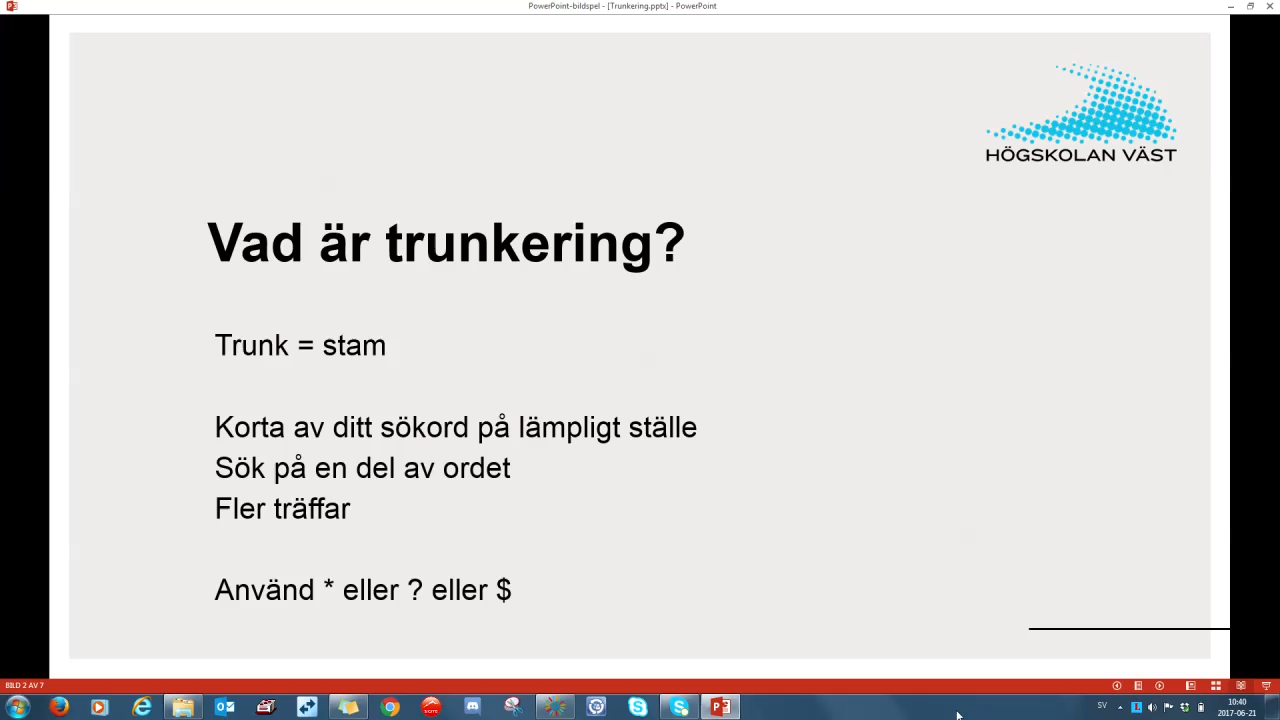 PowerPoint-bildspel - [Trunkering.pptx] - PowerPoint
HÖGSKOLAN VÄST
Vad är trunkering?
Trunk = stam
Korta av ditt sökord på lämpligt ställe
Sök på en del av ordet
Fler träffar
Använd * eller ? eller $
BILD 2 AV 7
SV
10:40
2017-06-21